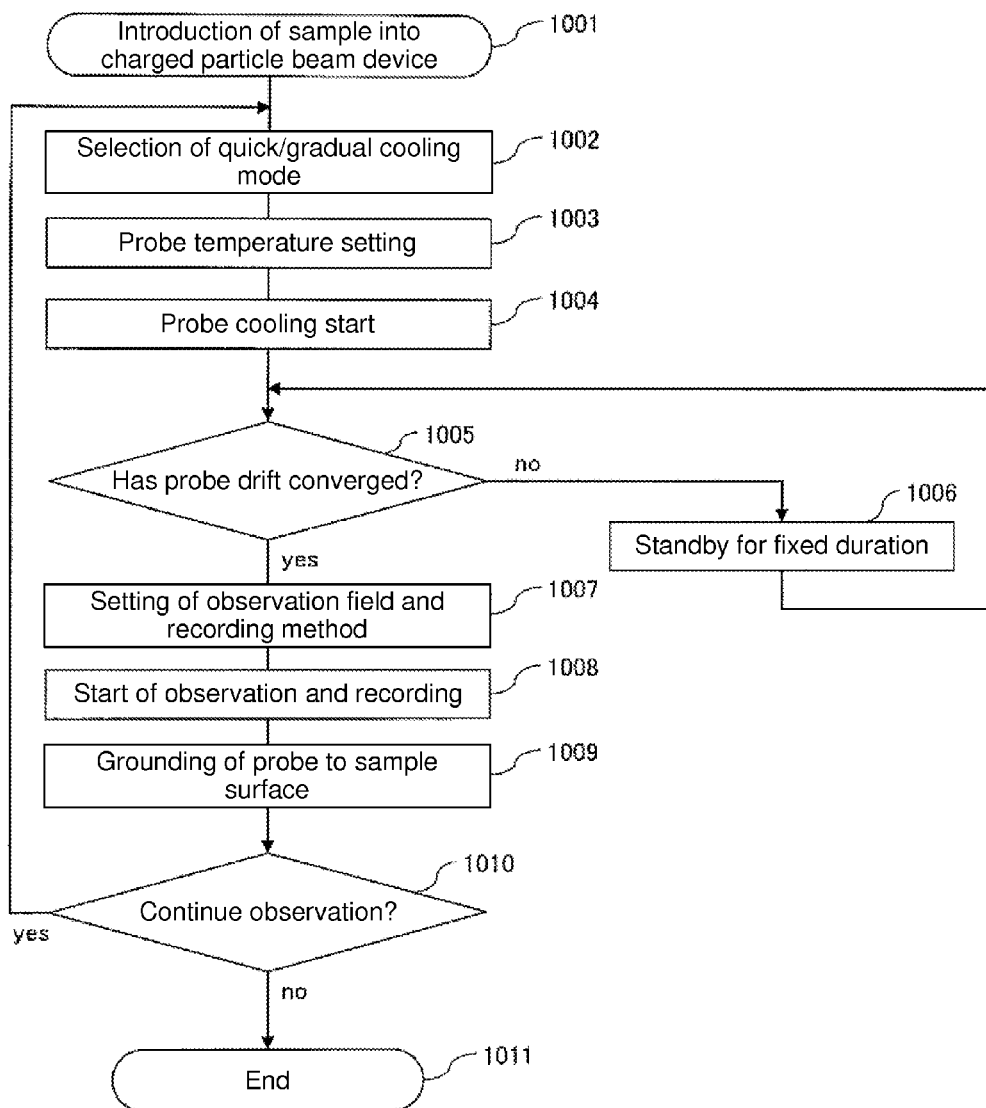 Introduction of sample into
charged particle beam device
1001
Selection of quick/gradual cooling
mode
1002
Probe temperature setting
1003
Probe cooling start
1004
Has probe drift converged?
1005
no
Standby for fixed duration
1006
yes
Setting of observation field and
recording method
1007
Start of observation and recording
1008
Grounding of probe to sample
surface
1009
Continue observation?
1010
yes
no
End
1011